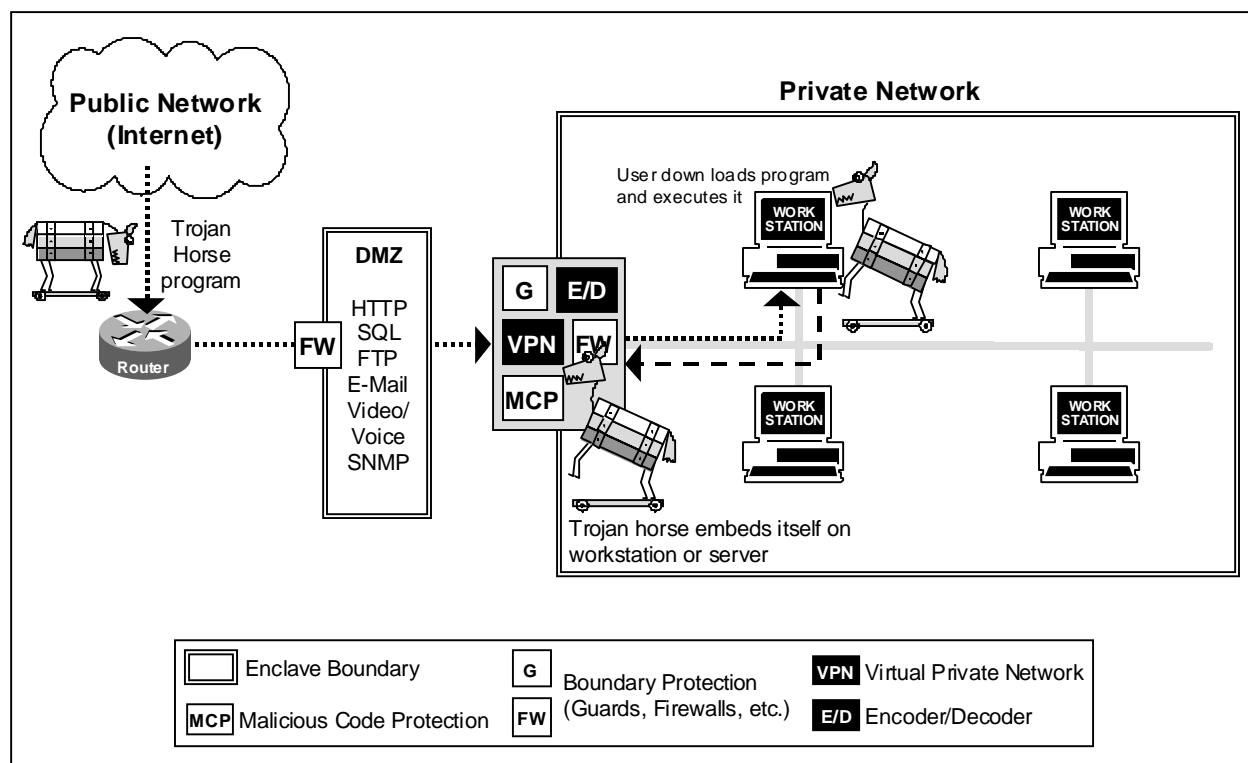 Public Network
(Internet)
Trojan
Horse
program
Router
FW
DMZ
HTTP
SQL
FTP
E-Mail
Video/
Voice
SNMP
G
E/D
VPN
FW
MCP
Private Network
User down loads program
and executes it
WORK
STATION
WORK
STATION
WORK
STATION
WORK
STATION
Trojan horse embeds itself on
workstation or server
Enclave Boundary
MCP Malicious Code Protection
G
FW
Boundary Protection
(Guards, Firewalls, etc.)
VPN Virtual Private Network
E/D Encoder/Decoder